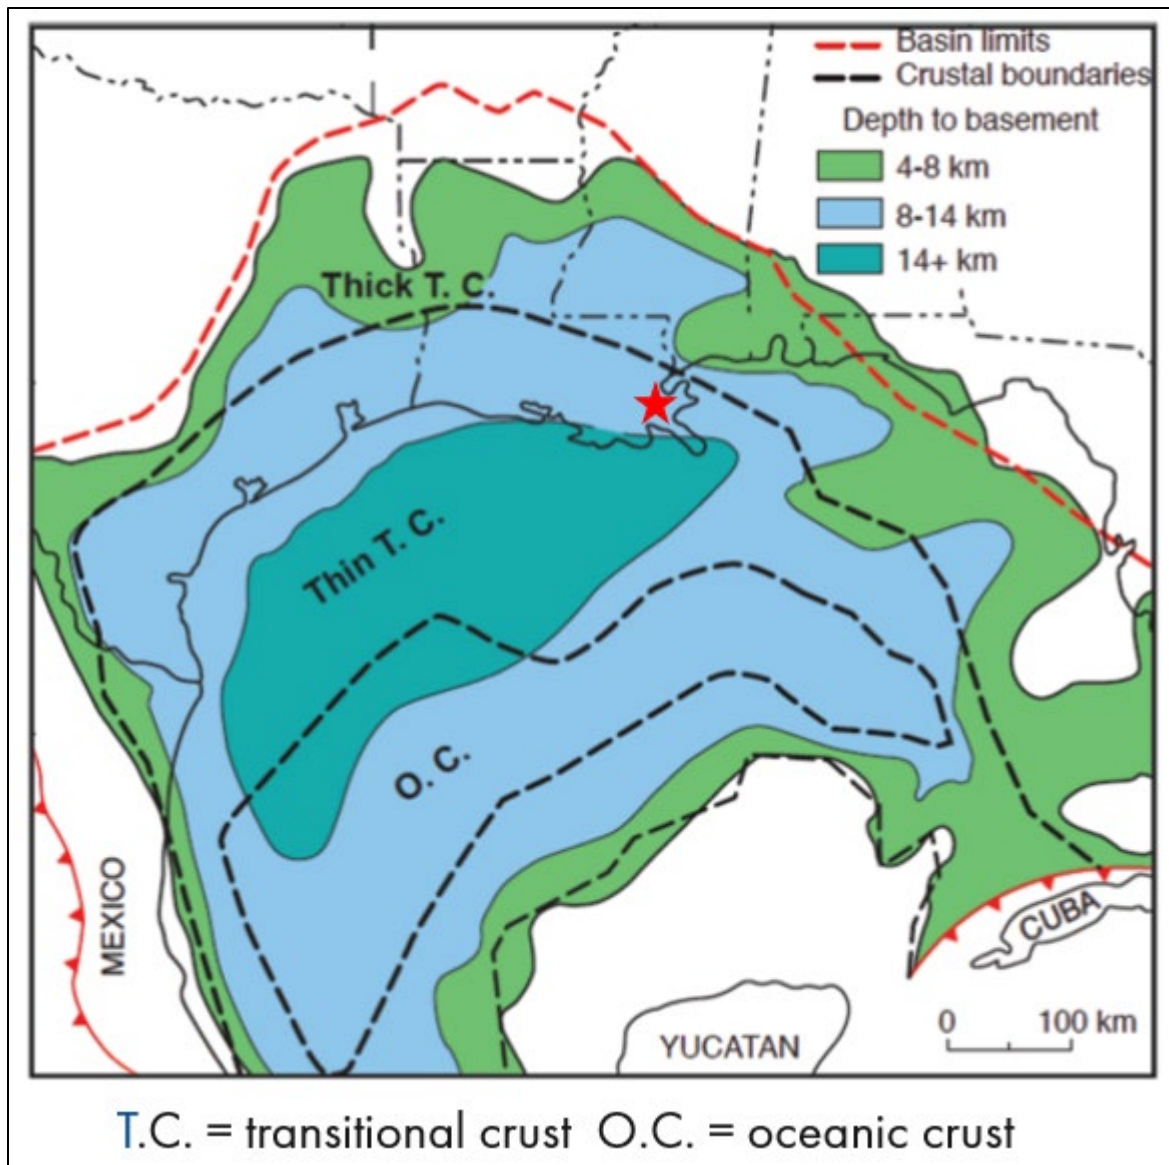 Basin limits
Crustal boundaries
Depth to basement
4-8 km
8-14 km
14+ km
Thick T. C.
Thin T. C.
O. C.
MEXICO
CUBA
0 100 km
YUCATAN
T.C. = transitional crust O.C. = oceanic crust